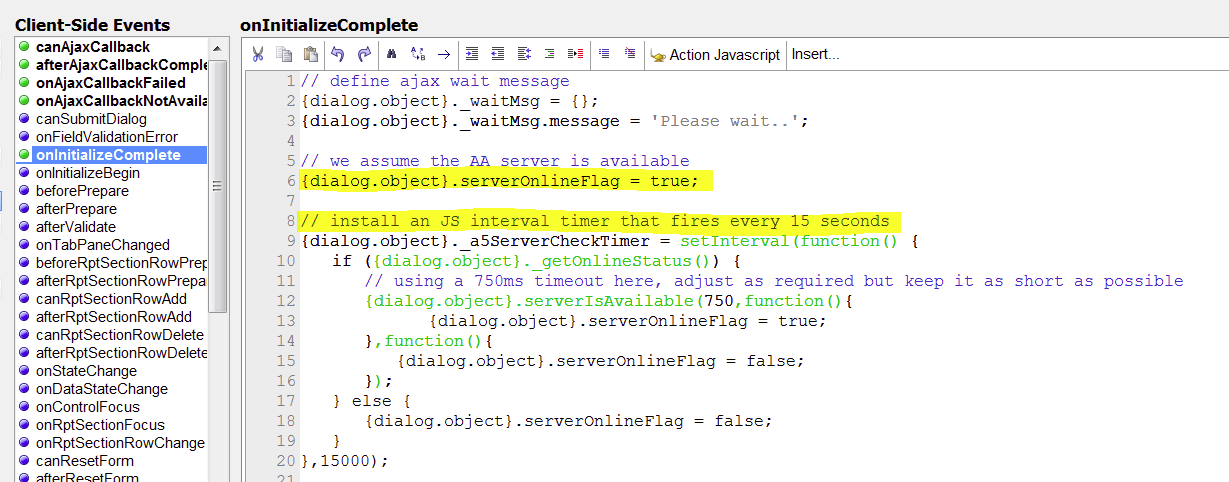 Client-Side Events
canAjaxCallback
afterAjaxCallbackComple
onAjaxCallbackFailed
onAjaxCallbackNotAvaila
canSubmitDialog
onFieldValidationError
onInitializeComplete
onInitializeBegin
beforePrepare
afterPrepare
afterValidate
onTabPaneChanged
beforeRptSectionRowPrep
afterRptSectionRowPrepa
canRptSectionRowAdd
afterRptSectionRowAdd
canRptSectionRowDelete
afterRptSectionRowDelete
onStateChange
onDataStateChange
onControlFocus
onRptSectionFocus
onRptSectionRowChange
canResetForm
afterResetForm
onInitializeComplete
Action Javascript Insert...
1 // define ajax wait message
2 {dialog.object}._waitMsg = {};
3 {dialog.object}._waitMsg.message = 'Please wait..';
4
5 // we assume the AA server is available
6 {dialog.object}.serverOnlineFlag = true;
7
8 // install an JS interval timer that fires every 15 seconds
9 {dialog.object}._a5ServerCheckTimer = setInterval(function() {
10 if ({dialog.object}._getOnlineStatus()) {
11 // using a 750ms timeout here, adjust as required but keep it as short as possible
12 {dialog.object}.serverIsAvailable(750,function(){
13 {dialog.object}.serverOnlineFlag = true;
14 },function(){
15 {dialog.object}.serverOnlineFlag = false;
16 });
17 } else {
18 {dialog.object}.serverOnlineFlag = false;
19 }
20 },15000);
21